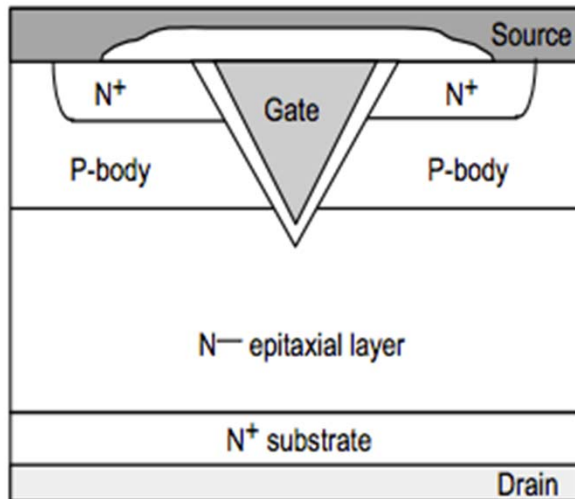 Source
N⁺
Gate
N⁺
P-body
P-body
N— epitaxial layer
N⁺ substrate
Drain